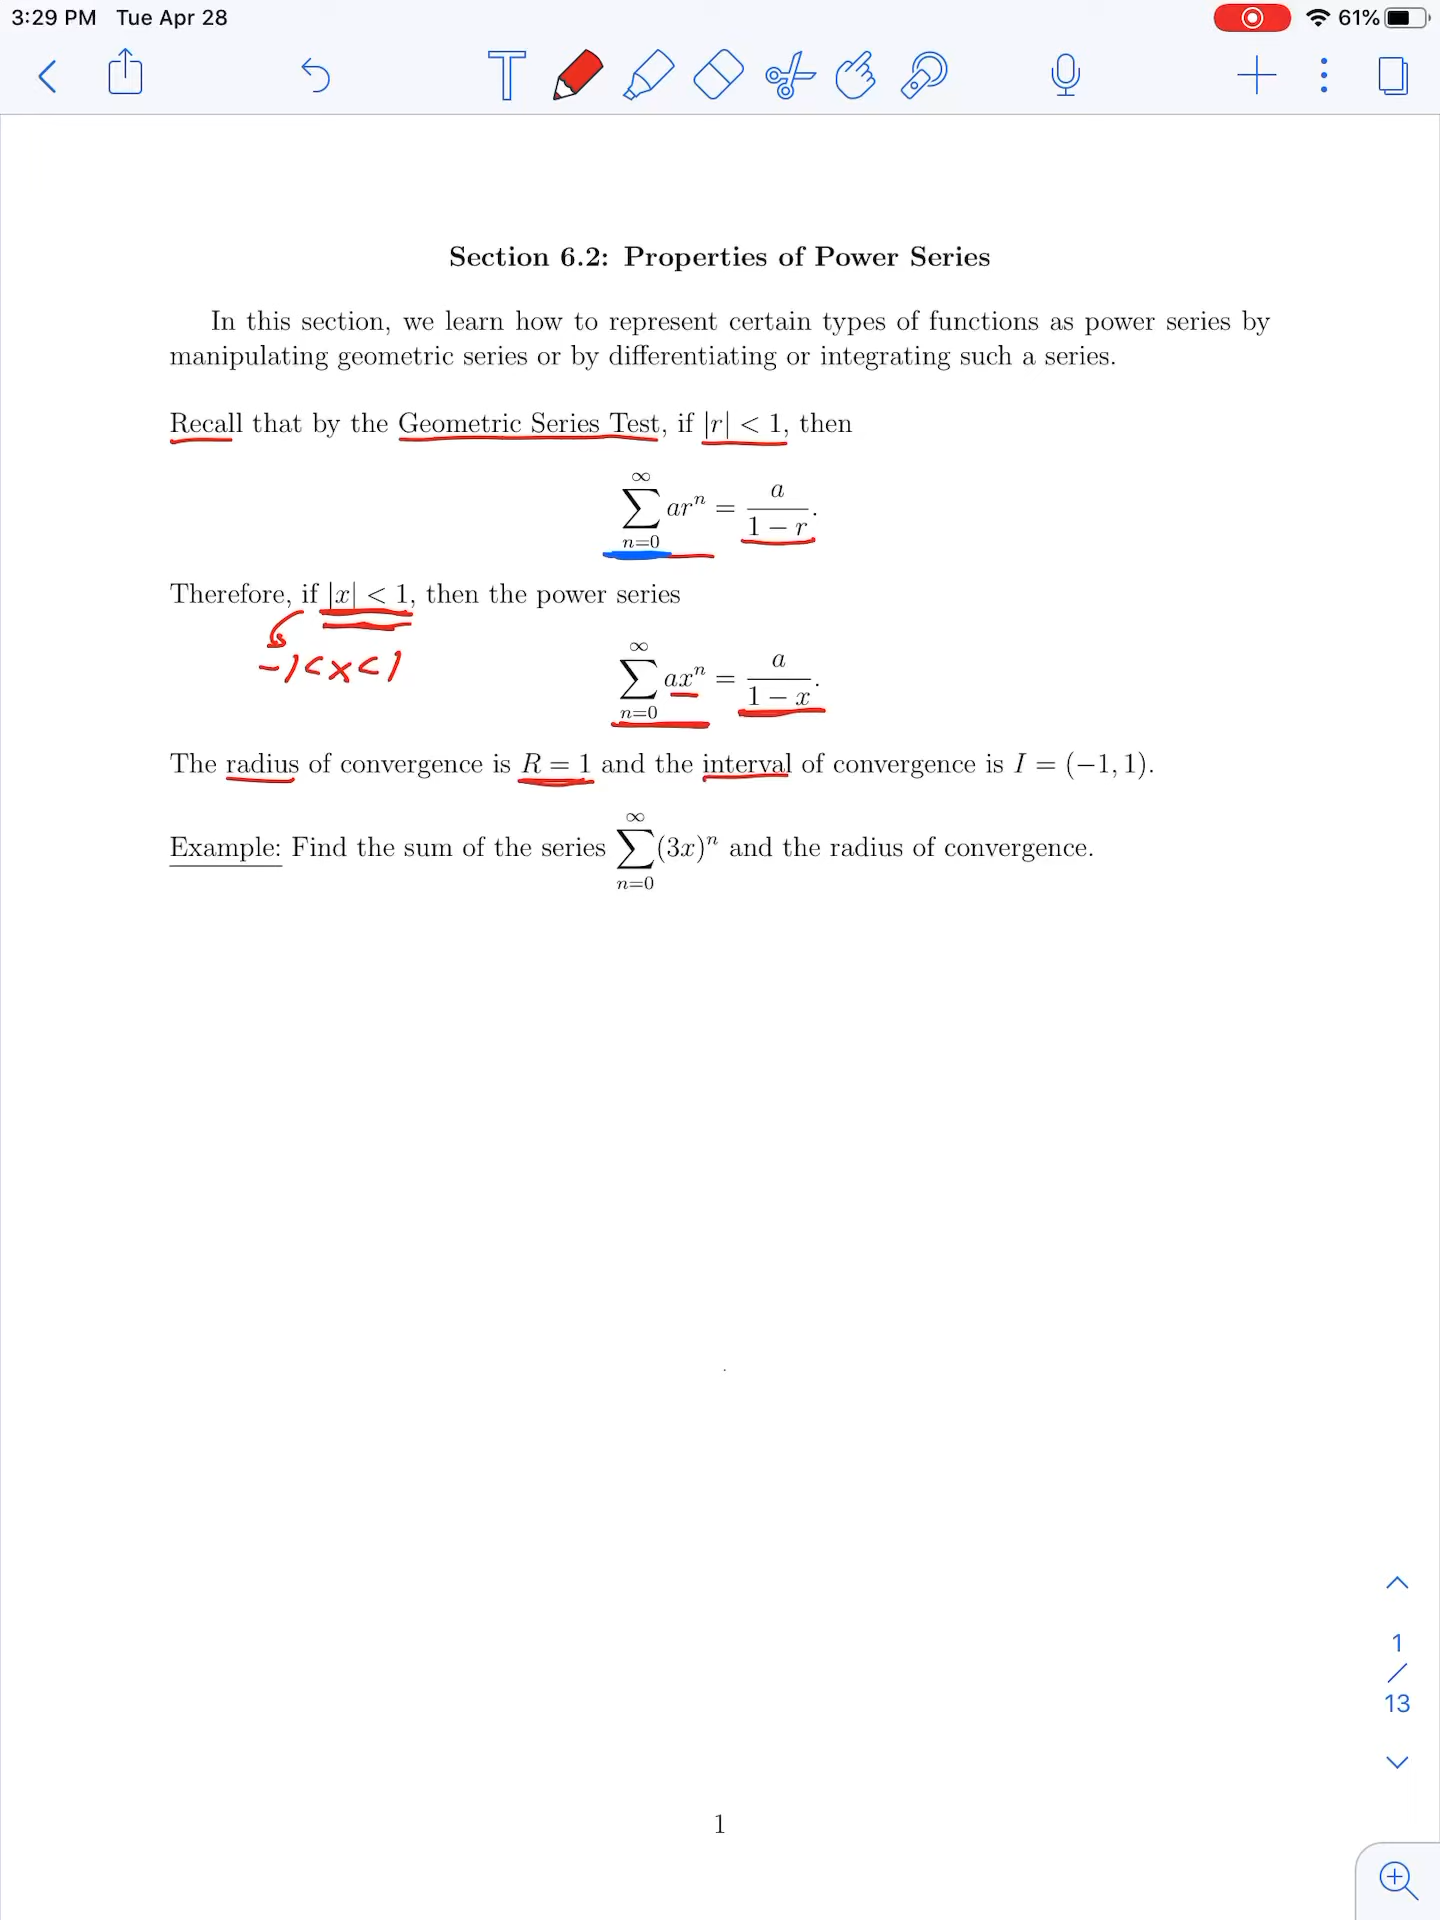 3:29 PM Tue Apr 28 61%
Section 6.2: Properties of Power Series
In this section, we learn how to represent certain types of functions as power series by
manipulating geometric series or by differentiating or integrating such a series.
Recall that by the Geometric Series Test, if |r| < 1, then
∞
∑ arⁿ = a / (1 − r).
n=0
Therefore, if |x| < 1, then the power series
-1<x<1
∞
∑ axⁿ = a / (1 − x).
n=0
The radius of convergence is R = 1 and the interval of convergence is I = (−1, 1).
∞
Example: Find the sum of the series ∑ (3x)ⁿ and the radius of convergence.
n=0
1
/
13
1